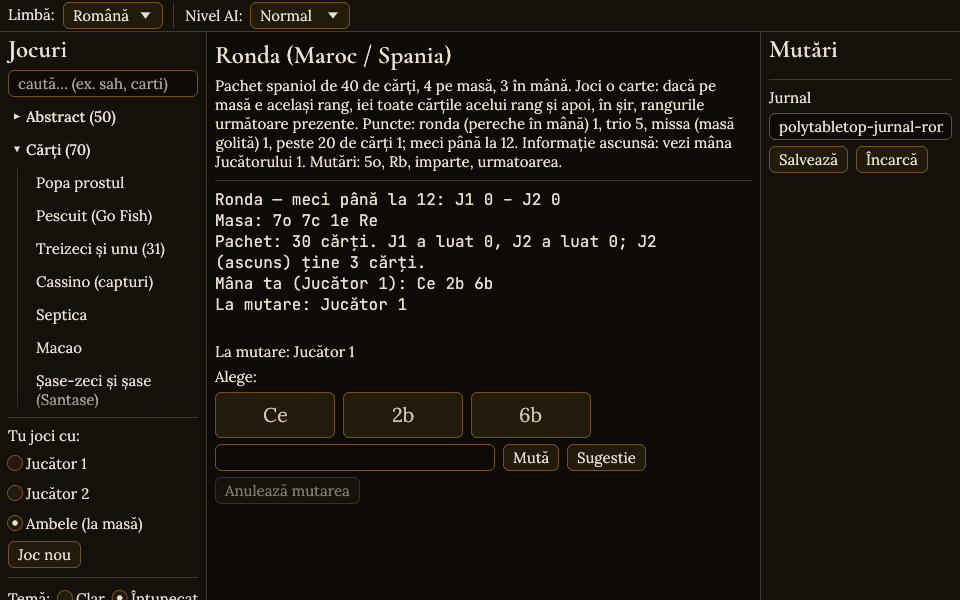 Limbă: Română ▼ Nivel AI: Normal ▼
Jocuri
caută... (ex. sah, carti)
▸ Abstract (50)
▾ Cărți (70)
Popa prostul
Pescuit (Go Fish)
Treizeci și unu (31)
Cassino (capturi)
Septica
Macao
Șase-zeci și șase
(Santase)
Tu joci cu:
Jucător 1
Jucător 2
Ambele (la masă)
Joc nou
Temă: Clar Întunecat
Ronda (Maroc / Spania)
Pachet spaniol de 40 de cărți, 4 pe masă, 3 în mână. Joci o carte: dacă pe
masă e același rang, iei toate cărțile acelui rang și apoi, în șir, rangurile
următoare prezente. Puncte: ronda (pereche în mână) 1, trio 5, missa (masă
golită) 1, peste 20 de cărți 1; meci până la 12. Informație ascunsă: vezi mâna
Jucătorului 1. Mutări: 5o, Rb, imparte, urmatoarea.
Ronda — meci până la 12: J1 0 – J2 0
Masa: 7o 7c 1e Re
Pachet: 30 cărți. J1 a luat 0, J2 a luat 0; J2
(ascuns) ține 3 cărți.
Mâna ta (Jucător 1): Ce 2b 6b
La mutare: Jucător 1
La mutare: Jucător 1
Alege:
Ce 2b 6b
Mută Sugestie
Anulează mutarea
Mutări
Jurnal
polytabletop-jurnal-ror
Salvează Încarcă